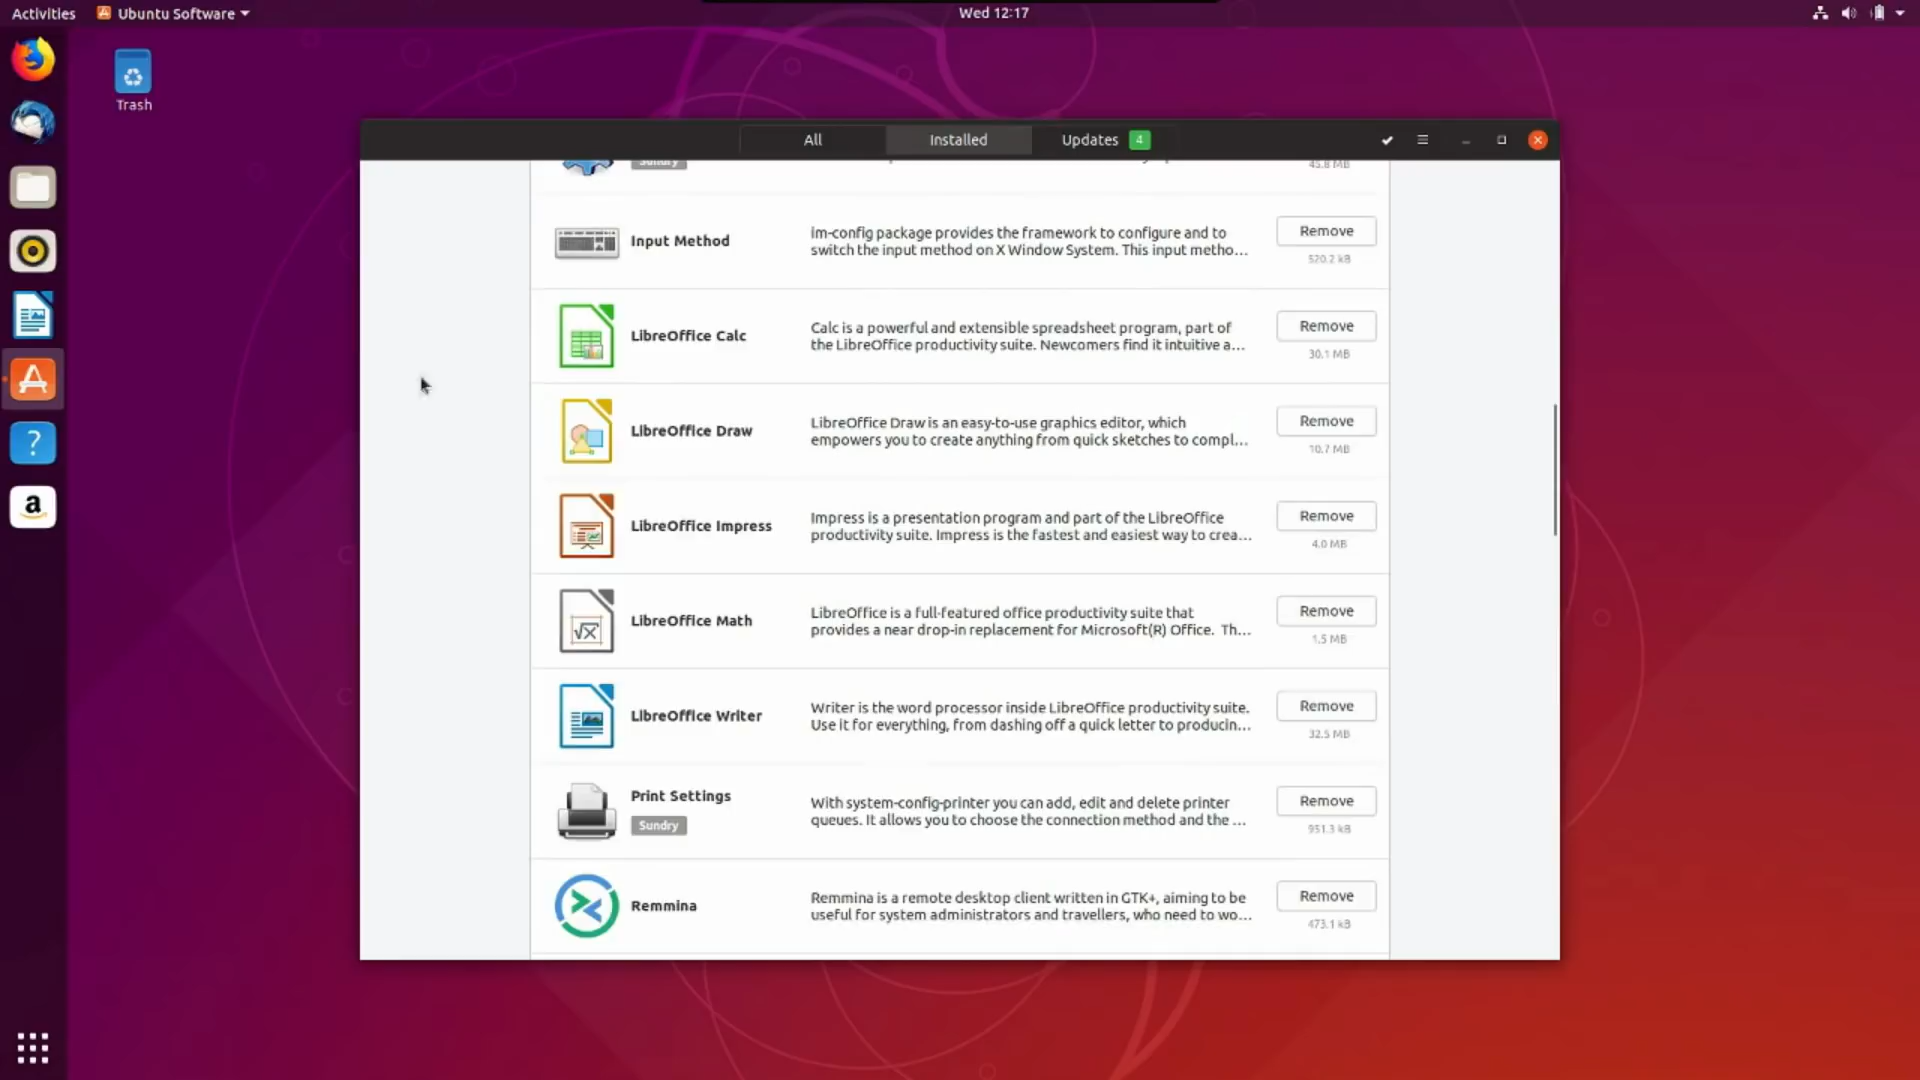 Activities
Ubuntu Software
Wed 12:17
Trash
All
Installed
Updates 4
Sundry
45.8 MB
Input Method
im-config package provides the framework to configure and to
switch the input method on X Window System. This input metho...
Remove
520.2 kB
LibreOffice Calc
Calc is a powerful and extensible spreadsheet program, part of
the LibreOffice productivity suite. Newcomers find it intuitive a...
Remove
30.1 MB
LibreOffice Draw
LibreOffice Draw is an easy-to-use graphics editor, which
empowers you to create anything from quick sketches to compl...
Remove
10.7 MB
LibreOffice Impress
Impress is a presentation program and part of the LibreOffice
productivity suite. Impress is the fastest and easiest way to crea...
Remove
4.0 MB
LibreOffice Math
LibreOffice is a full-featured office productivity suite that
provides a near drop-in replacement for Microsoft(R) Office. Th...
Remove
1.5 MB
LibreOffice Writer
Writer is the word processor inside LibreOffice productivity suite.
Use it for everything, from dashing off a quick letter to producin...
Remove
32.5 MB
Print Settings
Sundry
With system-config-printer you can add, edit and delete printer
queues. It allows you to choose the connection method and the ...
Remove
951.3 kB
Remmina
Remmina is a remote desktop client written in GTK+, aiming to be
useful for system administrators and travellers, who need to wo...
Remove
473.1 kB